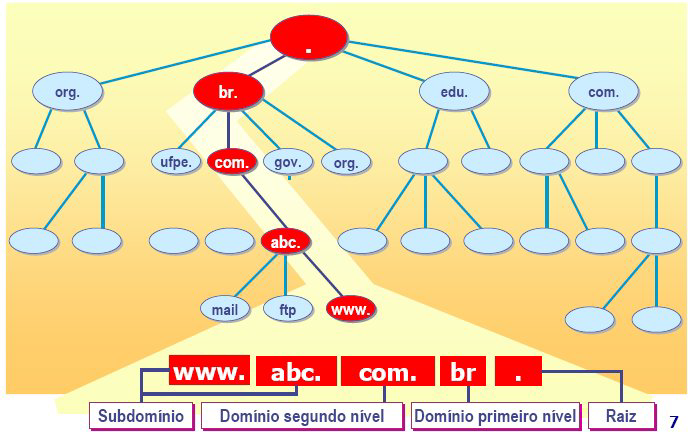 .
org. br. edu. com.
ufpe. com. gov. org.
abc.
mail ftp www.
www. abc. com. br .
Subdomínio Domínio segundo nível Domínio primeiro nível Raiz
7